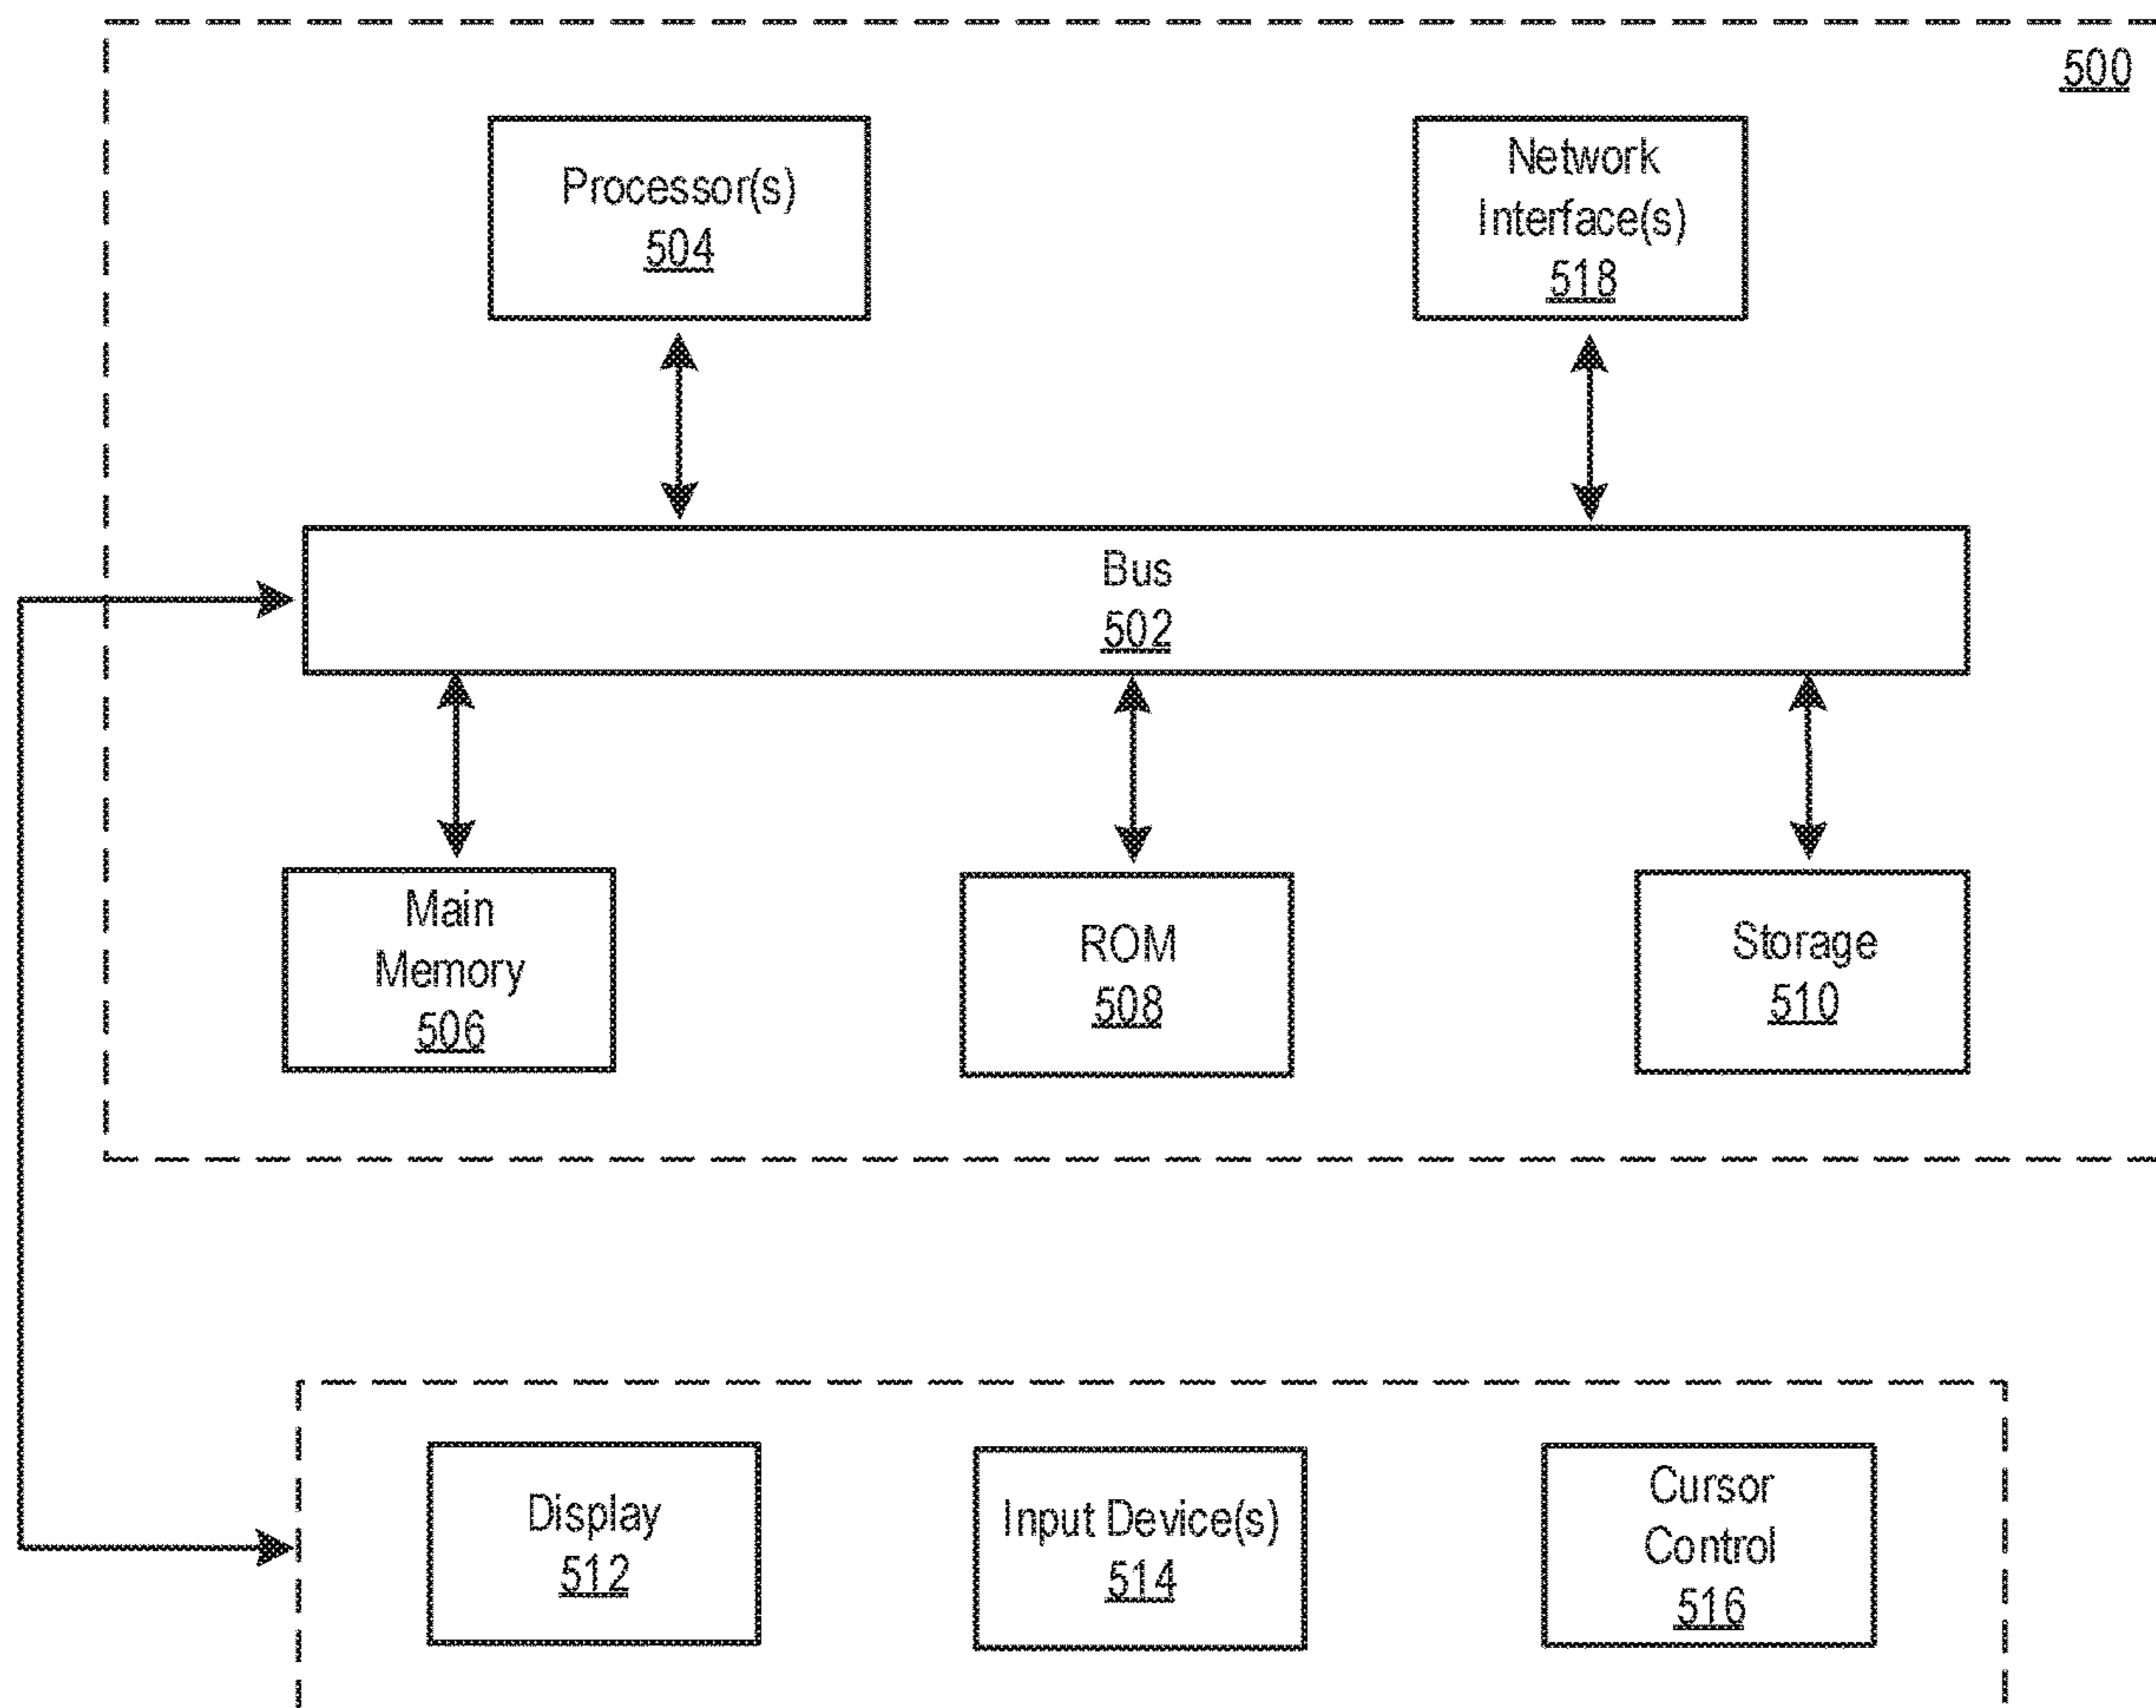 500
Processor(s)
504
Network
Interface(s)
518
Bus
502
Main
Memory
506
ROM
508
Storage
510
Display
512
Input Device(s)
514
Cursor
Control
516